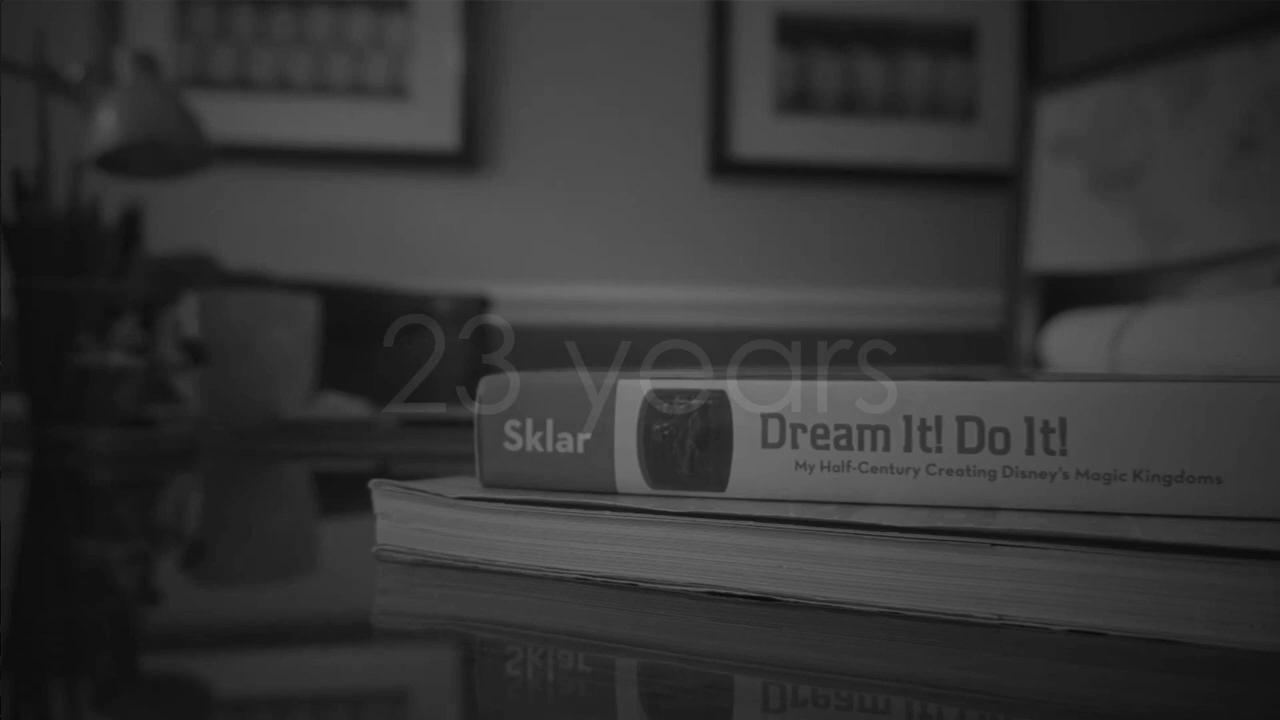 23 years
Sklar
Dream It! Do It!
My Half-Century Creating Disney's Magic Kingdoms